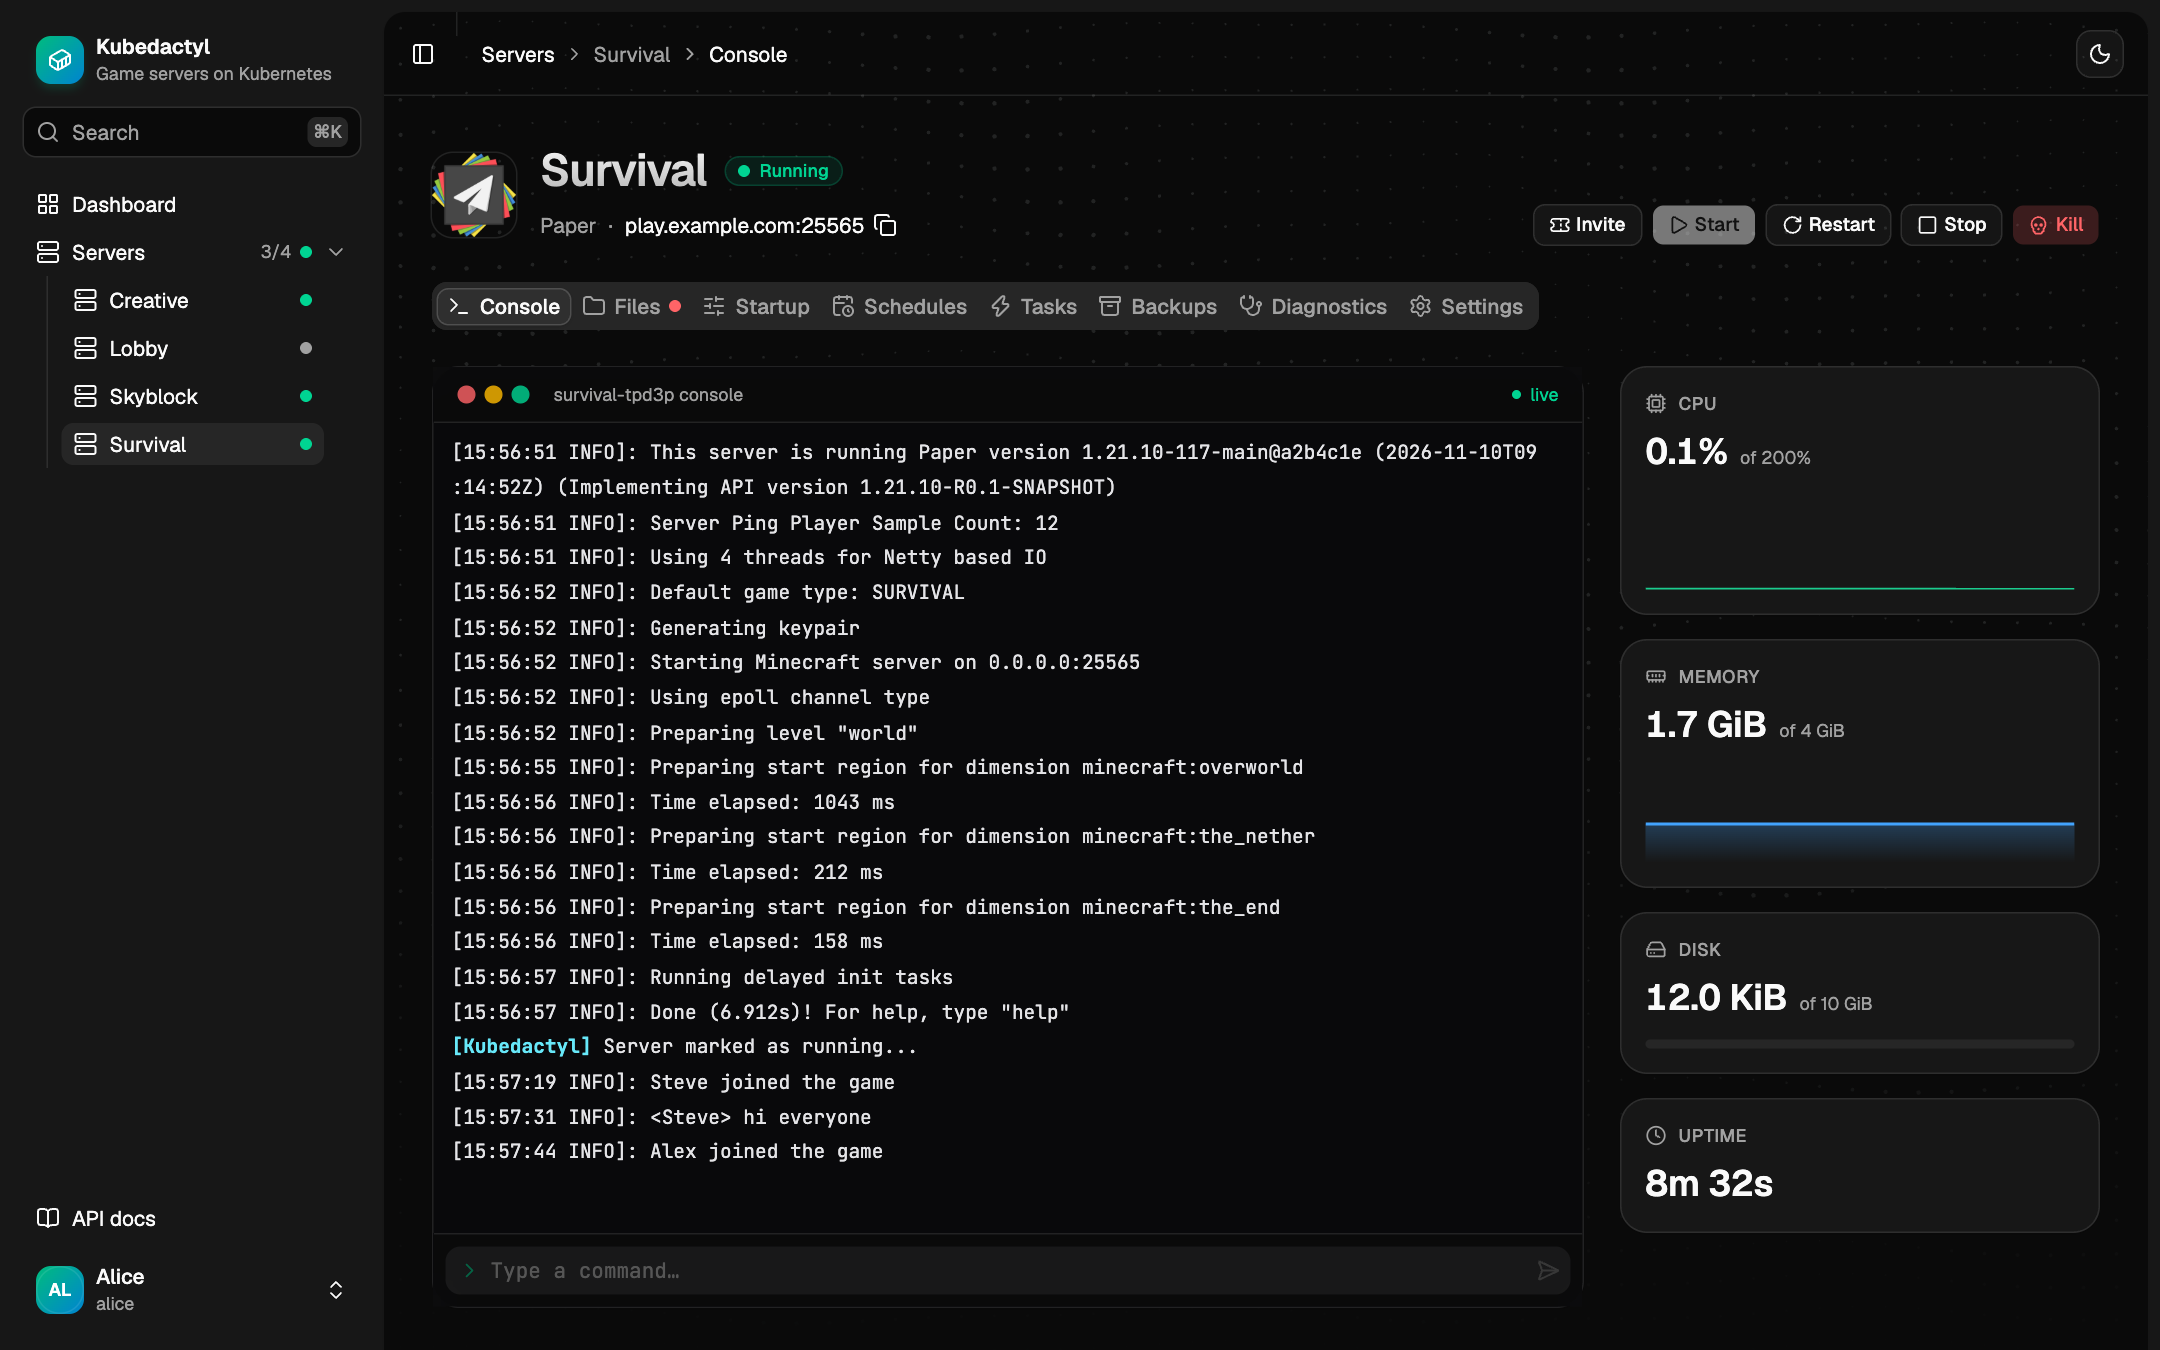 Kubedactyl
Game servers on Kubernetes
Search ⌘K
Dashboard
Servers 3/4
Creative
Lobby
Skyblock
Survival
API docs
AL
Alice
alice
Servers > Survival > Console
Survival Running
Paper · play.example.com:25565
Invite Start Restart Stop Kill
Console Files Startup Schedules Tasks Backups Diagnostics Settings
survival-tpd3p console live
[15:56:51 INFO]: This server is running Paper version 1.21.10-117-main@a2b4c1e (2026-11-10T09
:14:52Z) (Implementing API version 1.21.10-R0.1-SNAPSHOT)
[15:56:51 INFO]: Server Ping Player Sample Count: 12
[15:56:51 INFO]: Using 4 threads for Netty based IO
[15:56:52 INFO]: Default game type: SURVIVAL
[15:56:52 INFO]: Generating keypair
[15:56:52 INFO]: Starting Minecraft server on 0.0.0.0:25565
[15:56:52 INFO]: Using epoll channel type
[15:56:52 INFO]: Preparing level "world"
[15:56:55 INFO]: Preparing start region for dimension minecraft:overworld
[15:56:56 INFO]: Time elapsed: 1043 ms
[15:56:56 INFO]: Preparing start region for dimension minecraft:the_nether
[15:56:56 INFO]: Time elapsed: 212 ms
[15:56:56 INFO]: Preparing start region for dimension minecraft:the_end
[15:56:56 INFO]: Time elapsed: 158 ms
[15:56:57 INFO]: Running delayed init tasks
[15:56:57 INFO]: Done (6.912s)! For help, type "help"
[Kubedactyl] Server marked as running...
[15:57:19 INFO]: Steve joined the game
[15:57:31 INFO]: <Steve> hi everyone
[15:57:44 INFO]: Alex joined the game
> Type a command…
CPU
0.1% of 200%
MEMORY
1.7 GiB of 4 GiB
DISK
12.0 KiB of 10 GiB
UPTIME
8m 32s